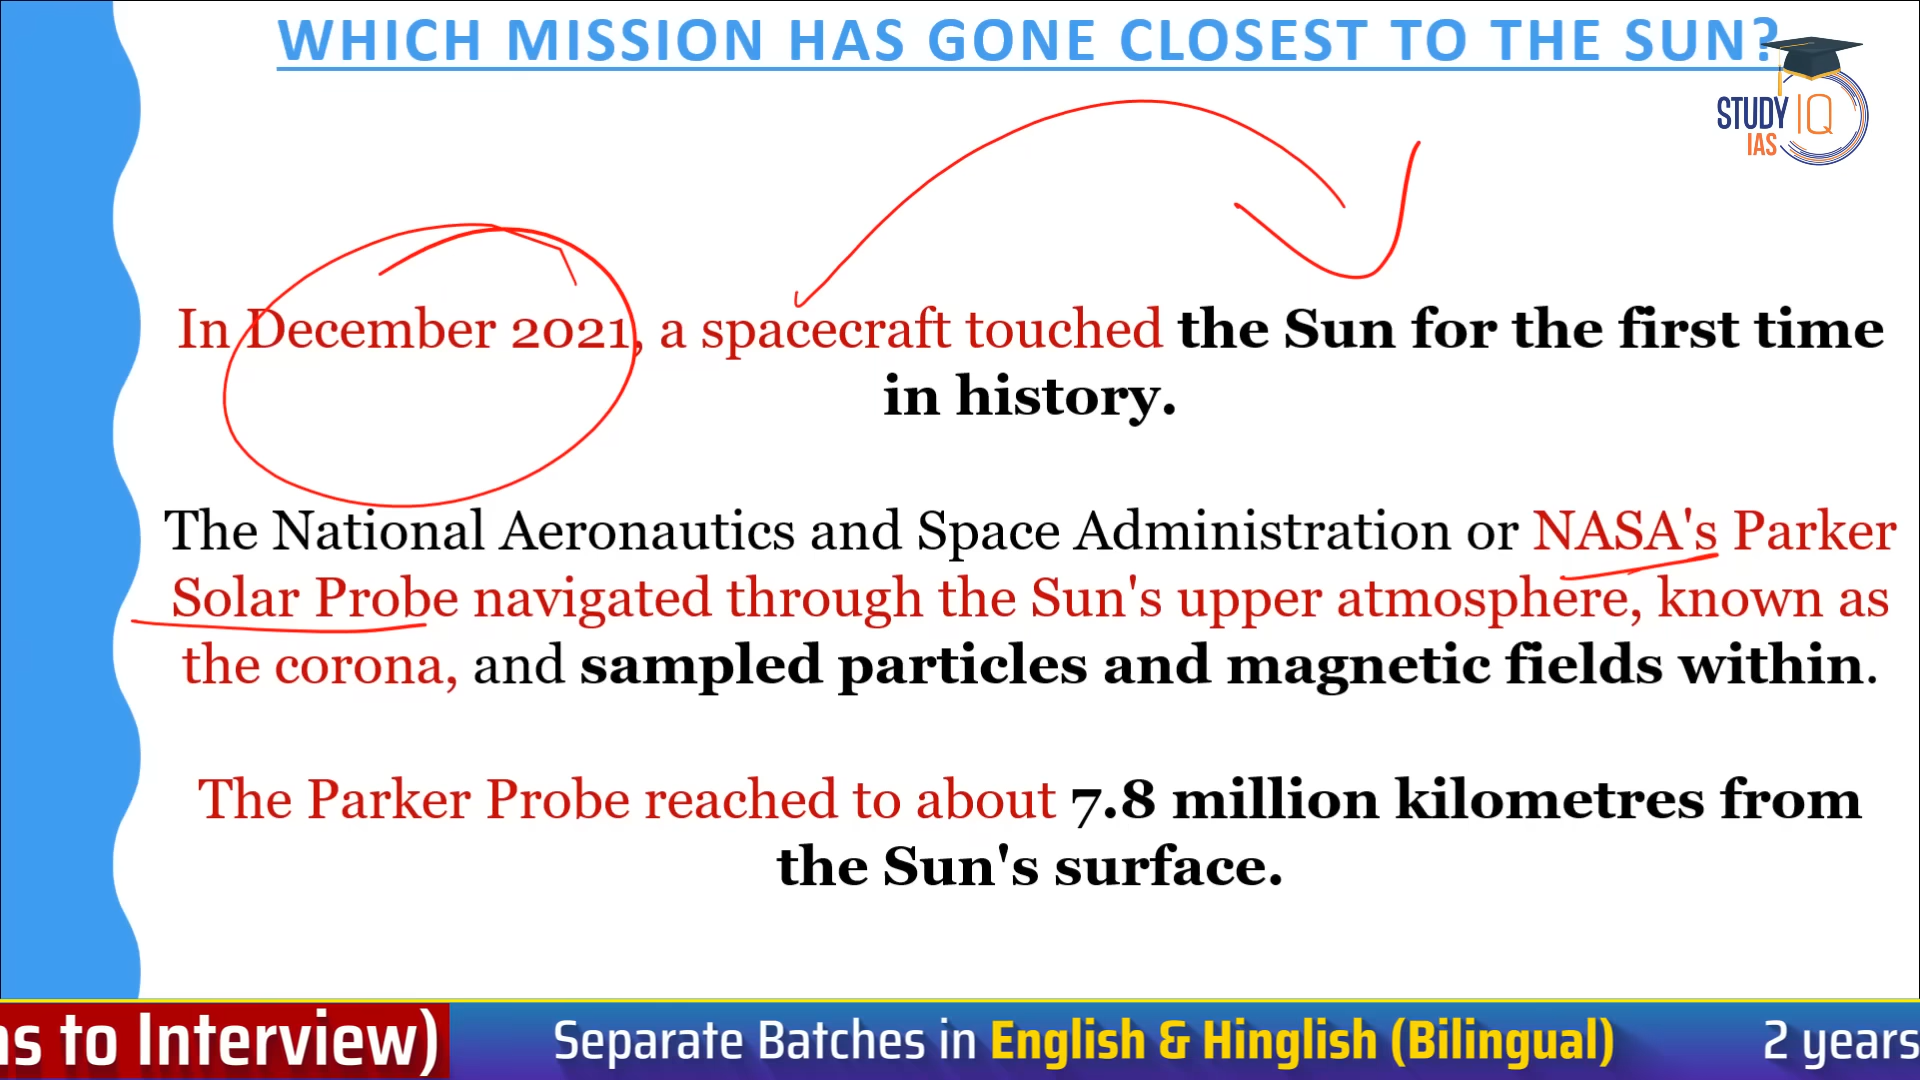 WHICH MISSION HAS GONE CLOSEST TO THE SUN?
STUDY IQ
IAS
In December 2021, a spacecraft touched the Sun for the first time
in history.
The National Aeronautics and Space Administration or NASA's Parker
Solar Probe navigated through the Sun's upper atmosphere, known as
the corona, and sampled particles and magnetic fields within.
The Parker Probe reached to about 7.8 million kilometres from
the Sun's surface.
to Interview) Separate Batches in English & Hinglish (Bilingual) 2 years